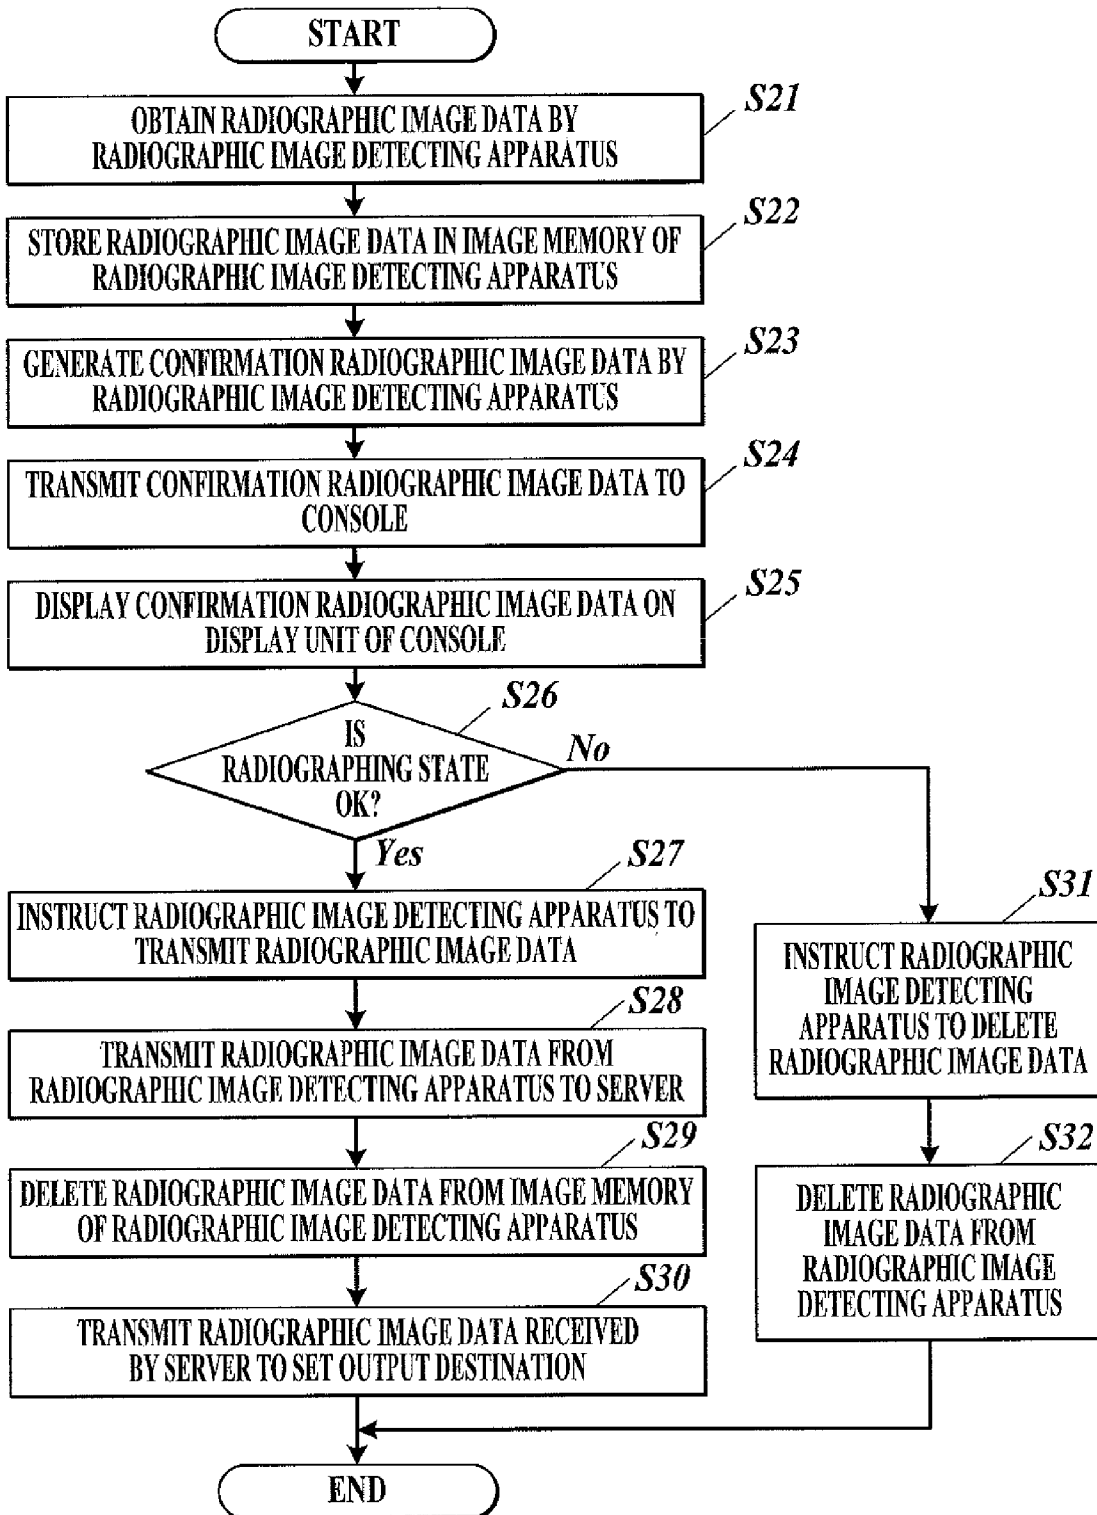 START
S21
OBTAIN RADIOGRAPHIC IMAGE DATA BY
RADIOGRAPHIC IMAGE DETECTING APPARATUS
S22
STORE RADIOGRAPHIC IMAGE DATA IN IMAGE MEMORY OF
RADIOGRAPHIC IMAGE DETECTING APPARATUS
S23
GENERATE CONFIRMATION RADIOGRAPHIC IMAGE DATA BY
RADIOGRAPHIC IMAGE DETECTING APPARATUS
S24
TRANSMIT CONFIRMATION RADIOGRAPHIC IMAGE DATA TO
CONSOLE
S25
DISPLAY CONFIRMATION RADIOGRAPHIC IMAGE DATA ON
DISPLAY UNIT OF CONSOLE
S26
IS
RADIOGRAPHING STATE
OK?
No
Yes
S27
INSTRUCT RADIOGRAPHIC IMAGE DETECTING APPARATUS TO
TRANSMIT RADIOGRAPHIC IMAGE DATA
S28
TRANSMIT RADIOGRAPHIC IMAGE DATA FROM
RADIOGRAPHIC IMAGE DETECTING APPARATUS TO SERVER
S29
DELETE RADIOGRAPHIC IMAGE DATA FROM IMAGE MEMORY
OF RADIOGRAPHIC IMAGE DETECTING APPARATUS
S30
TRANSMIT RADIOGRAPHIC IMAGE DATA RECEIVED
BY SERVER TO SET OUTPUT DESTINATION
S31
INSTRUCT RADIOGRAPHIC
IMAGE DETECTING
APPARATUS TO DELETE
RADIOGRAPHIC IMAGE DATA
S32
DELETE RADIOGRAPHIC
IMAGE DATA FROM
RADIOGRAPHIC IMAGE
DETECTING APPARATUS
END